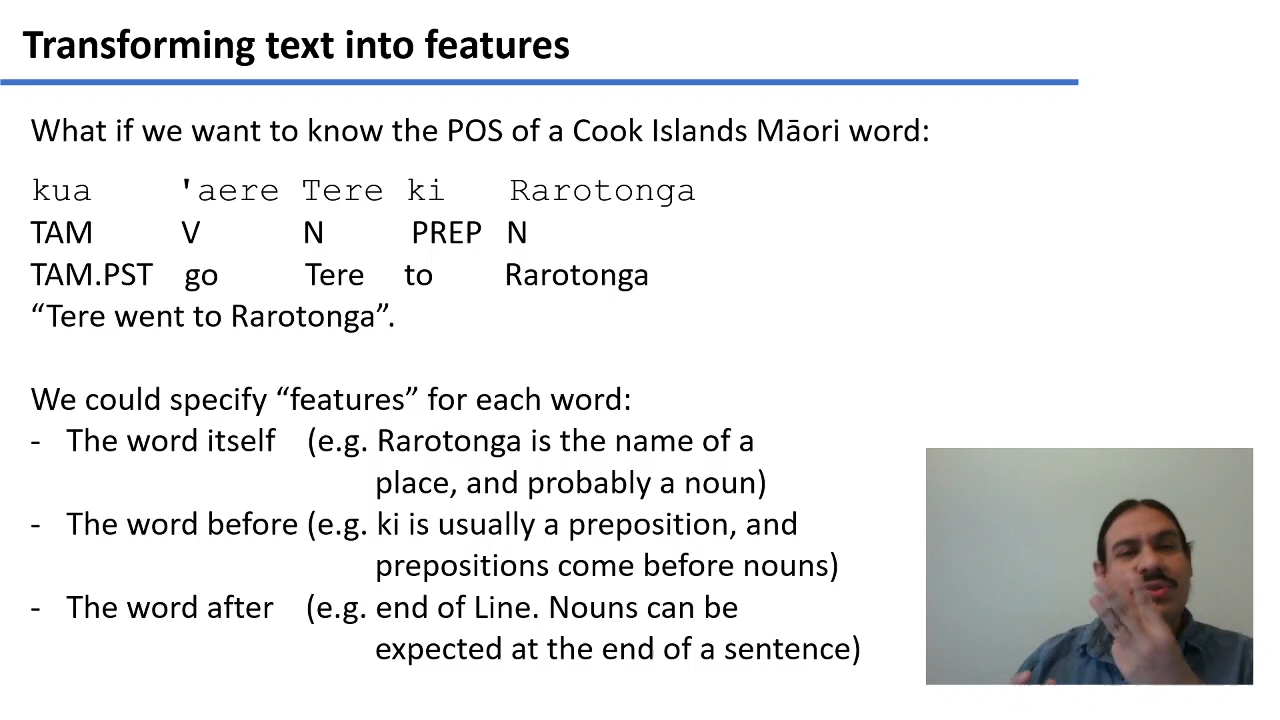 Transforming text into features
What if we want to know the POS of a Cook Islands Māori word:
kua 'aere Tere ki Rarotonga
TAM V N PREP N
TAM.PST go Tere to Rarotonga
“Tere went to Rarotonga”.
We could specify “features” for each word:
- The word itself (e.g. Rarotonga is the name of a
place, and probably a noun)
- The word before (e.g. ki is usually a preposition, and
prepositions come before nouns)
- The word after (e.g. end of Line. Nouns can be
expected at the end of a sentence)